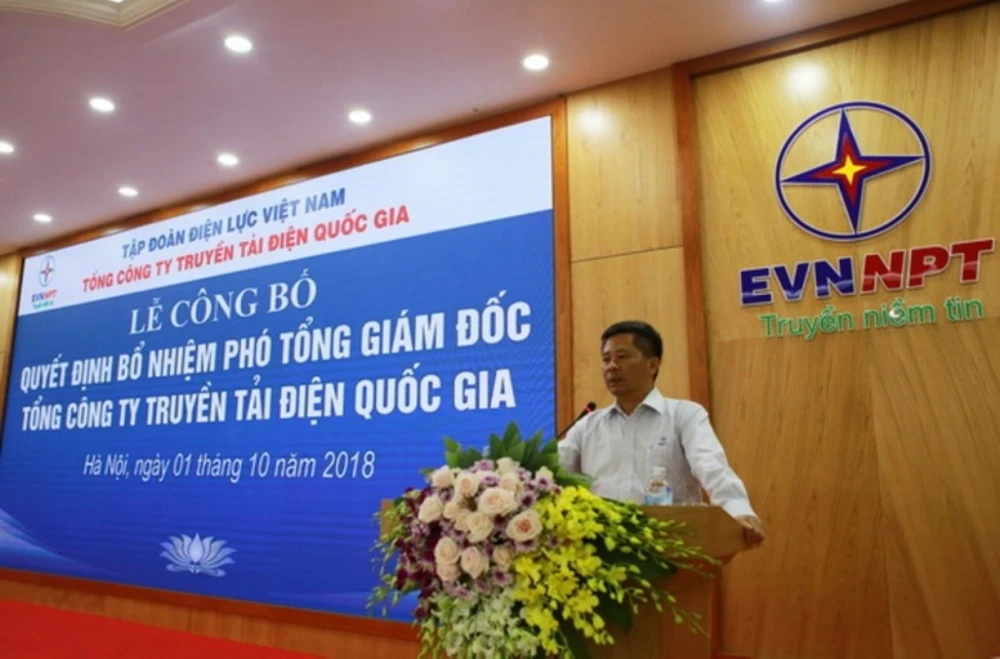 TẬP ĐOÀN ĐIỆN LỰC VIỆT NAM
TỔNG CÔNG TY TRUYỀN TẢI ĐIỆN QUỐC GIA
EVNNPT
LỄ CÔNG BỐ
QUYẾT ĐỊNH BỔ NHIỆM PHÓ TỔNG GIÁM ĐỐC
TỔNG CÔNG TY TRUYỀN TẢI ĐIỆN QUỐC GIA
Hà Nội, ngày 01 tháng 10 năm 2018
EVNNPT
Truyền niềm tin